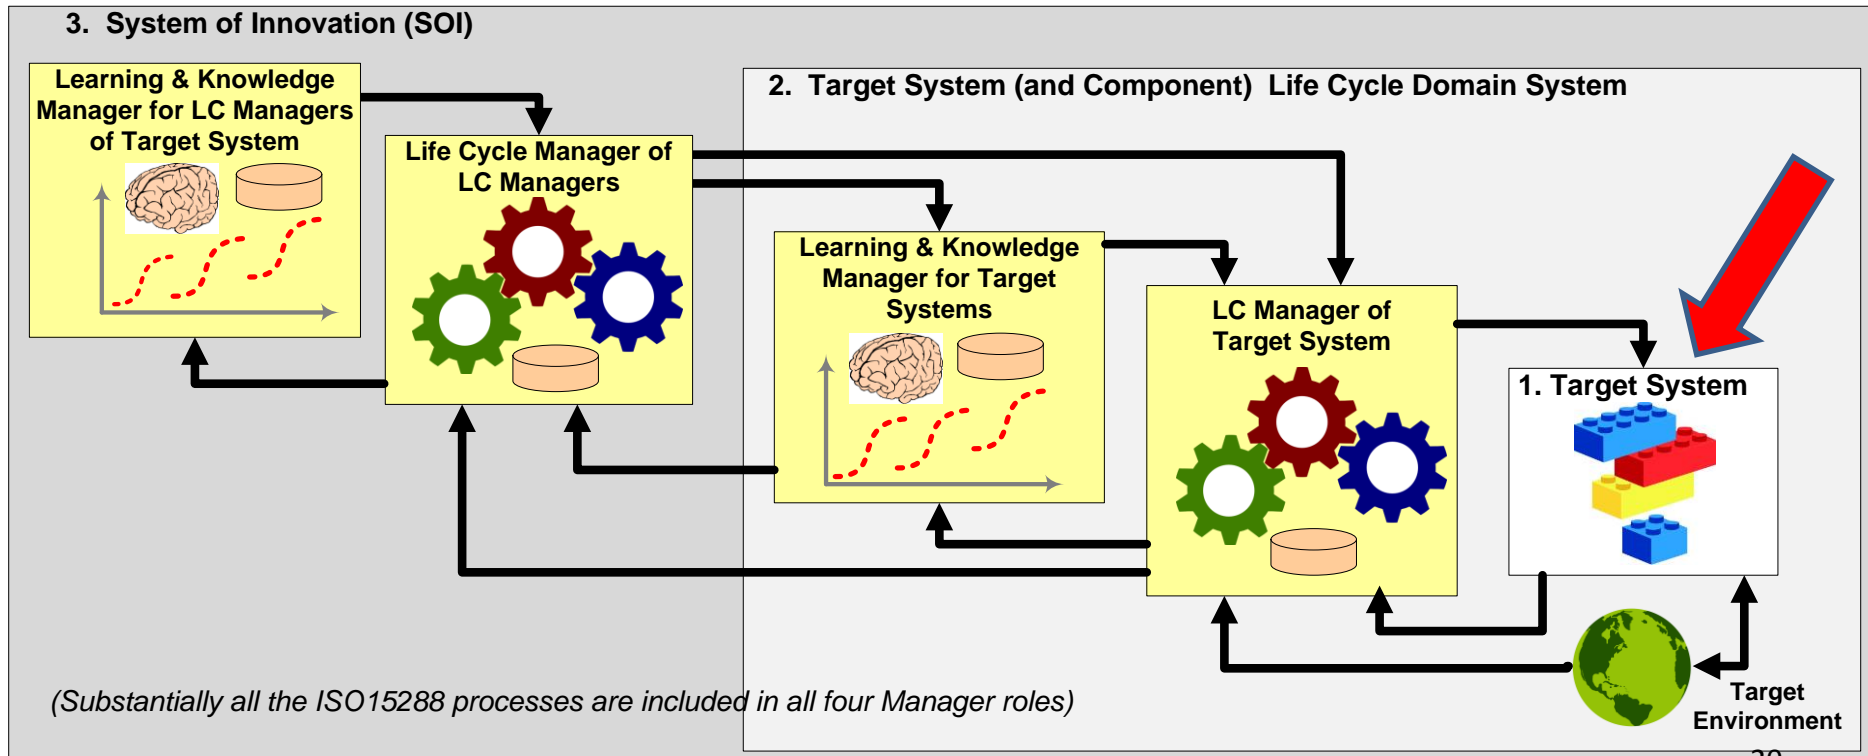 3. System of Innovation (SOI)
Learning & Knowledge
Manager for LC Managers
of Target System
2. Target System (and Component) Life Cycle Domain System
Life Cycle Manager of
LC Managers
Learning & Knowledge
Manager for Target
Systems
LC Manager of
Target System
1. Target System
Target
Environment
(Substantially all the ISO15288 processes are included in all four Manager roles)